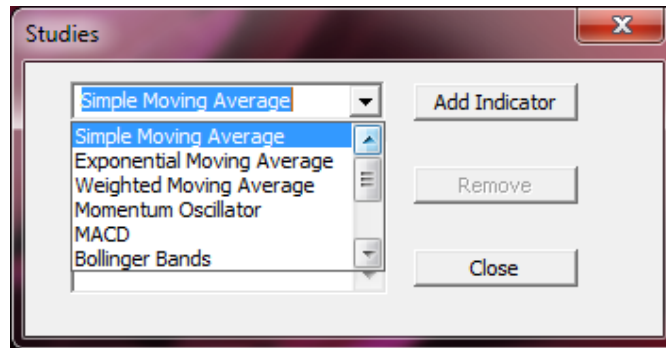 Studies
Simple Moving Average
Add Indicator
Simple Moving Average
Exponential Moving Average
Weighted Moving Average
Remove
Momentum Oscillator
MACD
Bollinger Bands
Close